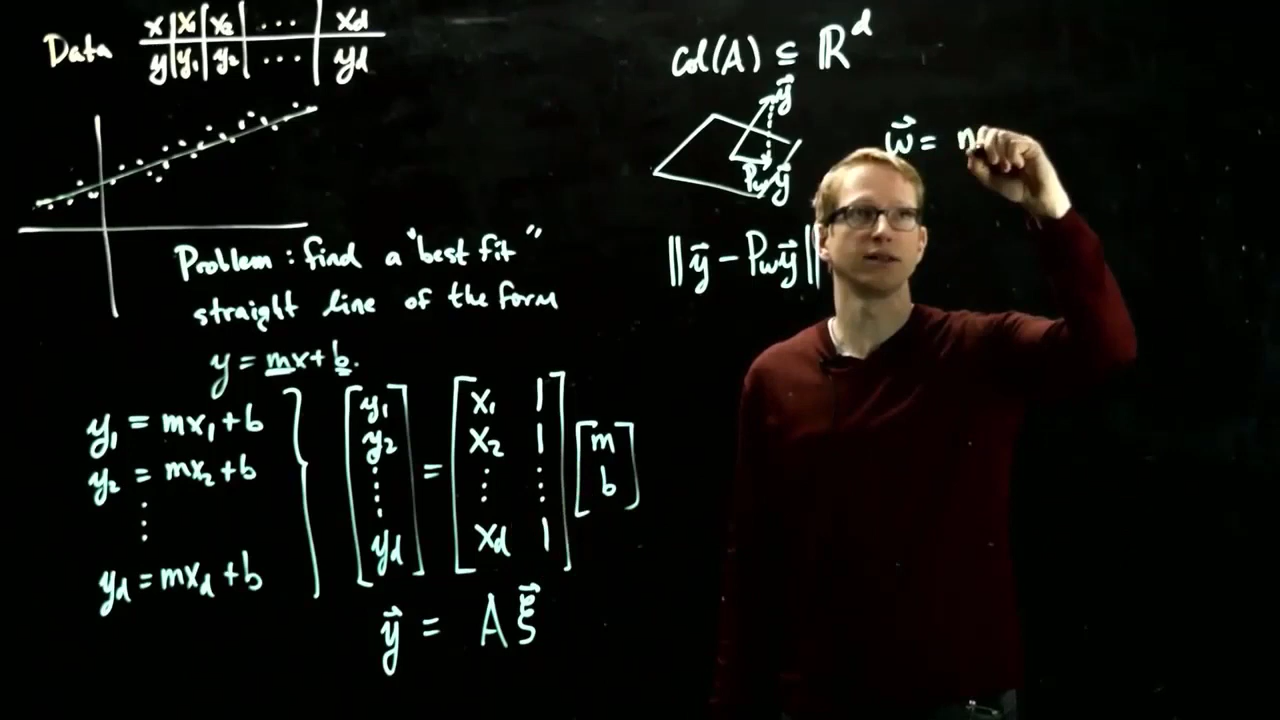 Data x | x₁ | x₂ | ... | x_d
y | y₁ | y₂ | ... | y_d
Problem: find a "best fit"
straight line of the form
y = mx+b.
y₁ = mx₁+b
y₂ = mx₂+b
⋮
y_d = mx_d+b
[y₁ y₂ ⋮ y_d] = [x₁ 1 x₂ 1 ⋮ ⋮ x_d 1] [m b]
y⃗ = A ξ⃗
Col(A) ⊆ ℝᵈ
y⃗
P_w y⃗
w⃗ =
‖y⃗ - P_w y⃗‖